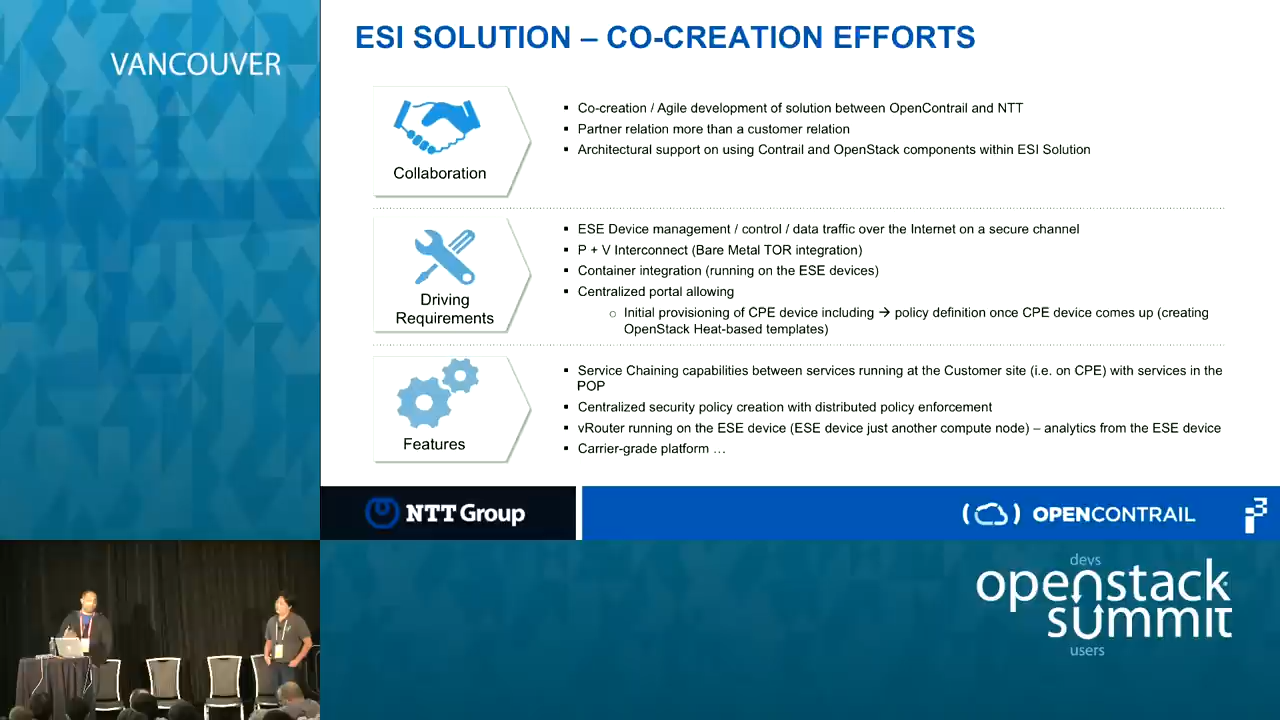 VANCOUVER
ESI SOLUTION – CO-CREATION EFFORTS
Collaboration
▪ Co-creation / Agile development of solution between OpenContrail and NTT
▪ Partner relation more than a customer relation
▪ Architectural support on using Contrail and OpenStack components within ESI Solution
Driving
Requirements
▪ ESE Device management / control / data traffic over the Internet on a secure channel
▪ P + V Interconnect (Bare Metal TOR integration)
▪ Container integration (running on the ESE devices)
▪ Centralized portal allowing
○ Initial provisioning of CPE device including → policy definition once CPE device comes up (creating
OpenStack Heat-based templates)
Features
▪ Service Chaining capabilities between services running at the Customer site (i.e. on CPE) with services in the
POP
▪ Centralized security policy creation with distributed policy enforcement
▪ vRouter running on the ESE device (ESE device just another compute node) – analytics from the ESE device
▪ Carrier-grade platform …
NTT Group
OPENCONTRAIL
i3
devs
openstack
summit
users